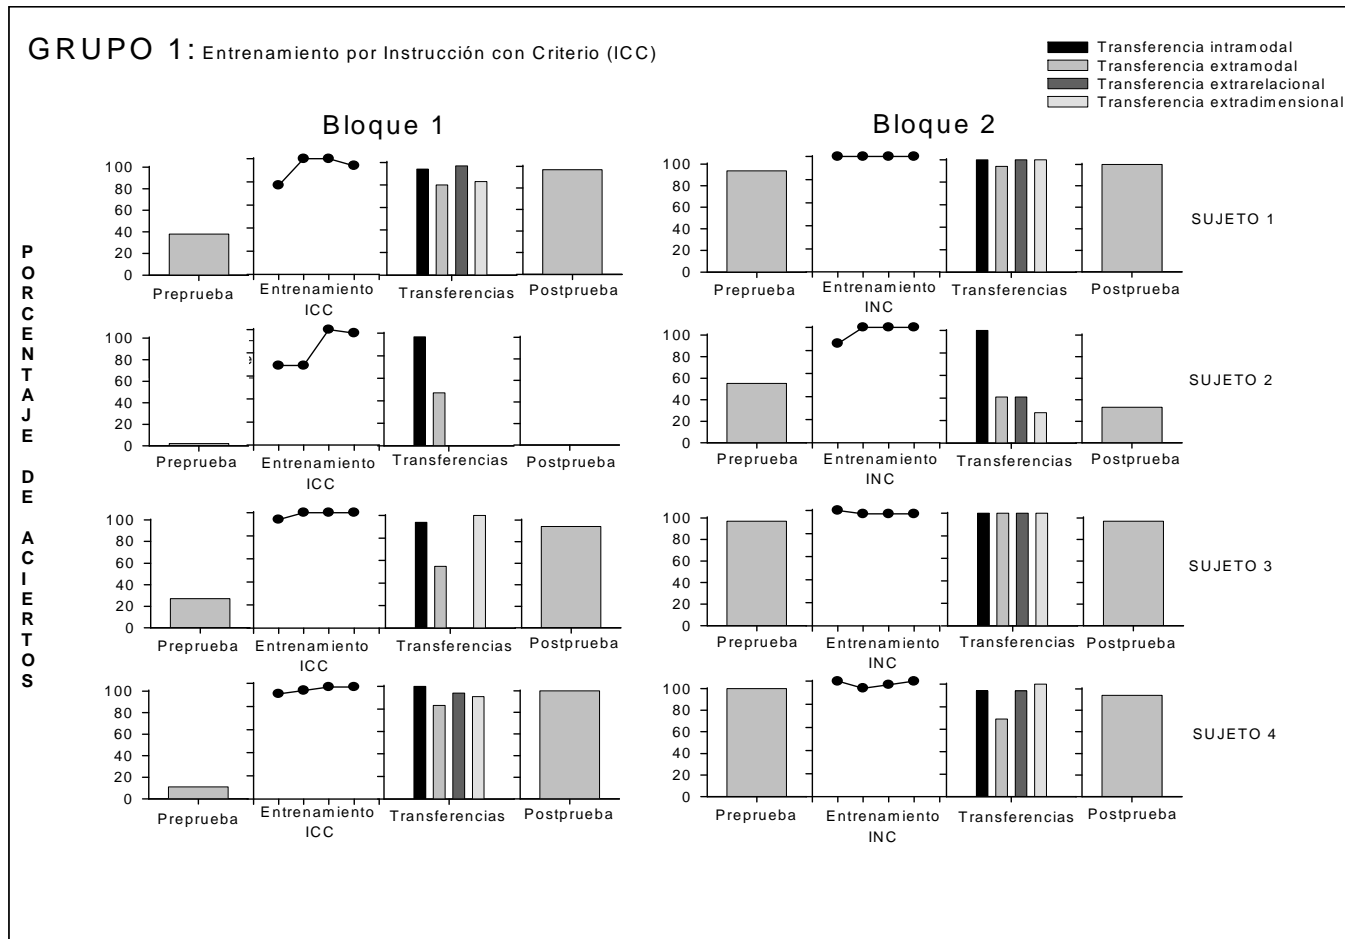 GRUPO 1: Entrenamiento por Instrucción con Criterio (ICC)
Transferencia intramodal
Transferencia extramodal
Transferencia extrarelacional
Transferencia extradimensional
Bloque 1
Bloque 2
PORCENTAJE DE ACIERTOS
100
80
60
40
20
0
Preprueba
Entrenamiento
ICC
Transferencias
Postprueba
100
80
60
40
20
0
Preprueba
Entrenamiento
INC
Transferencias
Postprueba
SUJETO 1
100
80
60
40
20
0
Preprueba
Entrenamiento
ICC
Transferencias
Postprueba
100
80
60
40
20
0
Preprueba
Entrenamiento
INC
Transferencias
Postprueba
SUJETO 2
100
80
60
40
20
0
Preprueba
Entrenamiento
ICC
Transferencias
Postprueba
100
80
60
40
20
0
Preprueba
Entrenamiento
INC
Transferencias
Postprueba
SUJETO 3
100
80
60
40
20
0
Preprueba
Entrenamiento
ICC
Transferencias
Postprueba
100
80
60
40
20
0
Preprueba
Entrenamiento
INC
Transferencias
Postprueba
SUJETO 4